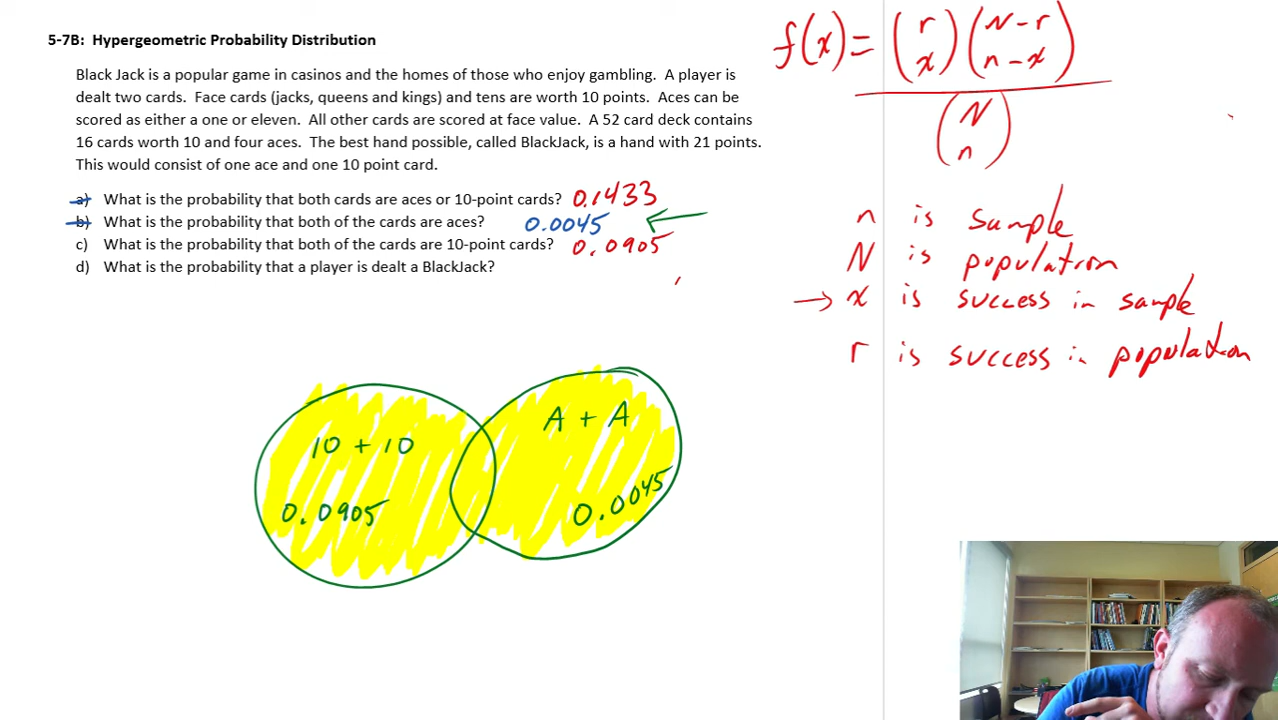 5-7B: Hypergeometric Probability Distribution
Black Jack is a popular game in casinos and the homes of those who enjoy gambling. A player is
dealt two cards. Face cards (jacks, queens and kings) and tens are worth 10 points. Aces can be
scored as either a one or eleven. All other cards are scored at face value. A 52 card deck contains
16 cards worth 10 and four aces. The best hand possible, called BlackJack, is a hand with 21 points.
This would consist of one ace and one 10 point card.
a) What is the probability that both cards are aces or 10-point cards? 0.1433
b) What is the probability that both of the cards are aces? 0.0045
c) What is the probability that both of the cards are 10-point cards? 0.0905
d) What is the probability that a player is dealt a BlackJack?
f(x) = (r x) (N-r n-x)
(N n)
n is sample
N is population
→ x is success in sample
r is success in population
10 + 10
0.0905
A + A
0.0045